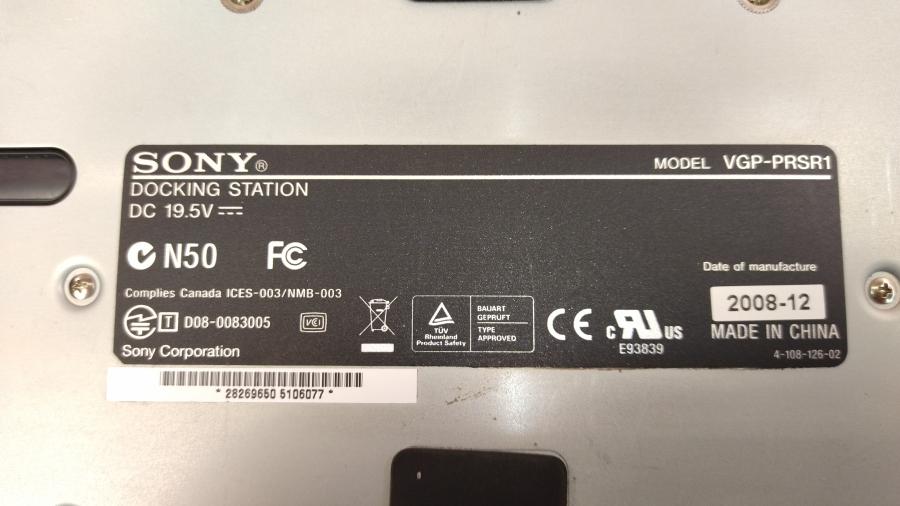 SONY®
MODEL VGP-PRSR1
DOCKING STATION
DC 19.5V
N50
FC
Date of manufacture
Complies Canada ICES-003/NMB-003
2008-12
T D08-0083005
VCI
TÜV
Rheinland
Product Safety
BAUART
GEPRÜFT
TYPE
APPROVED
CE
c RU US
E93839
MADE IN CHINA
Sony Corporation
4-108-126-02
* 28269650 5106077 *